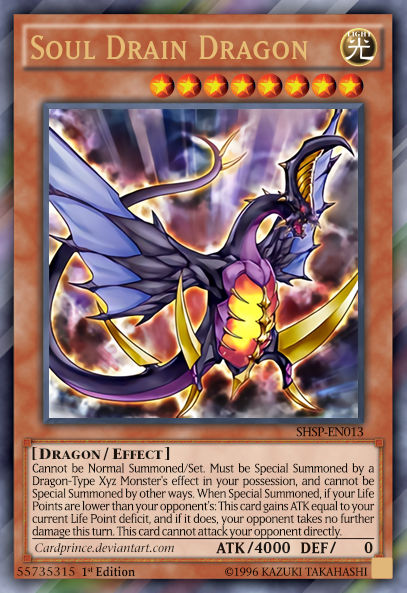 SOUL DRAIN DRAGON
LIGHT
光
SHSP-EN013
[ DRAGON / EFFECT ]
Cannot be Normal Summoned/Set. Must be Special Summoned by a
Dragon-Type Xyz Monster's effect in your possession, and cannot be
Special Summoned by other ways. When Special Summoned, if your Life
Points are lower than your opponent's: This card gains ATK equal to your
current Life Point deficit, and if it does, your opponent takes no further
damage this turn. This card cannot attack your opponent directly.
Cardprince.deviantart.com ATK/4000 DEF/ 0
55735315 1st Edition ©1996 KAZUKI TAKAHASHI